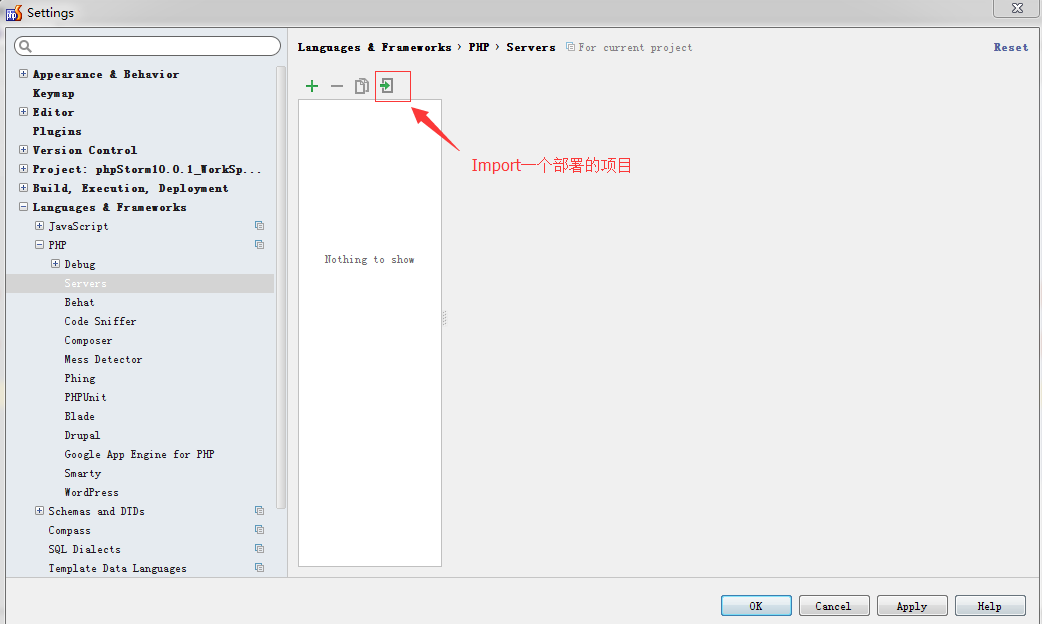 Settings
Languages & Frameworks › PHP › Servers For current project Reset
Appearance & Behavior
Keymap
Editor
Plugins
Version Control
Project: phpStorm10.0.1_WorkSp...
Build, Execution, Deployment
Languages & Frameworks
JavaScript
PHP
Debug
Servers
Behat
Code Sniffer
Composer
Mess Detector
Phing
PHPUnit
Blade
Drupal
Google App Engine for PHP
Smarty
WordPress
Schemas and DTDs
Compass
SQL Dialects
Template Data Languages
Import一个部署的项目
Nothing to show
OK Cancel Apply Help